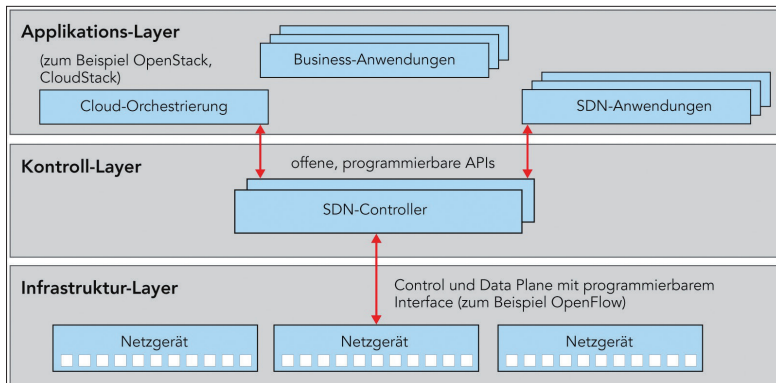 Applikations-Layer
(zum Beispiel OpenStack,
CloudStack)
Business-Anwendungen
Cloud-Orchestrierung
SDN-Anwendungen
Kontroll-Layer
offene, programmierbare APIs
SDN-Controller
Infrastruktur-Layer
Control und Data Plane mit programmierbarem
Interface (zum Beispiel OpenFlow)
Netzgerät
Netzgerät
Netzgerät